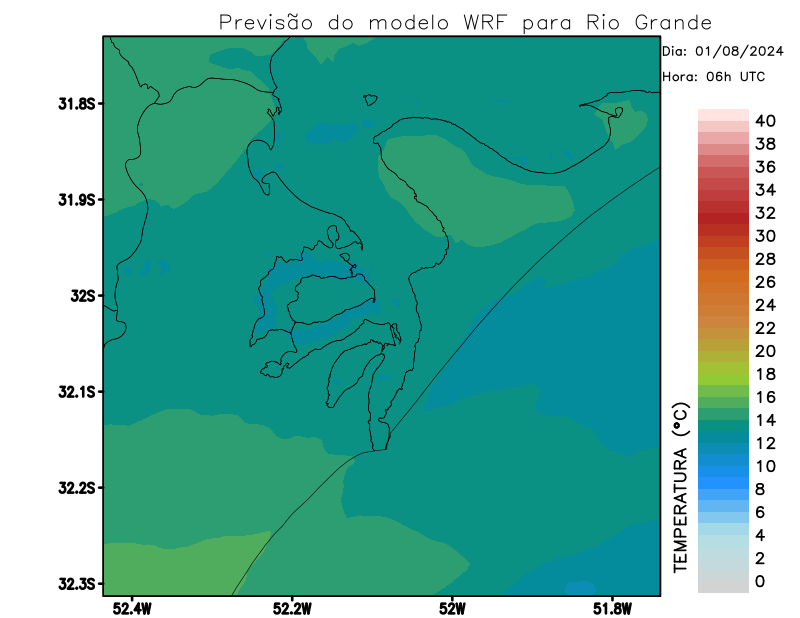 Previsão do modelo WRF para Rio Grande
Dia: 01/08/2024
Hora: 06h UTC
31.8S
31.9S
32S
32.1S
32.2S
32.3S
52.4W
52.2W
52W
51.8W
TEMPERATURA (°C)
40
38
36
34
32
30
28
26
24
22
20
18
16
14
12
10
8
6
4
2
0